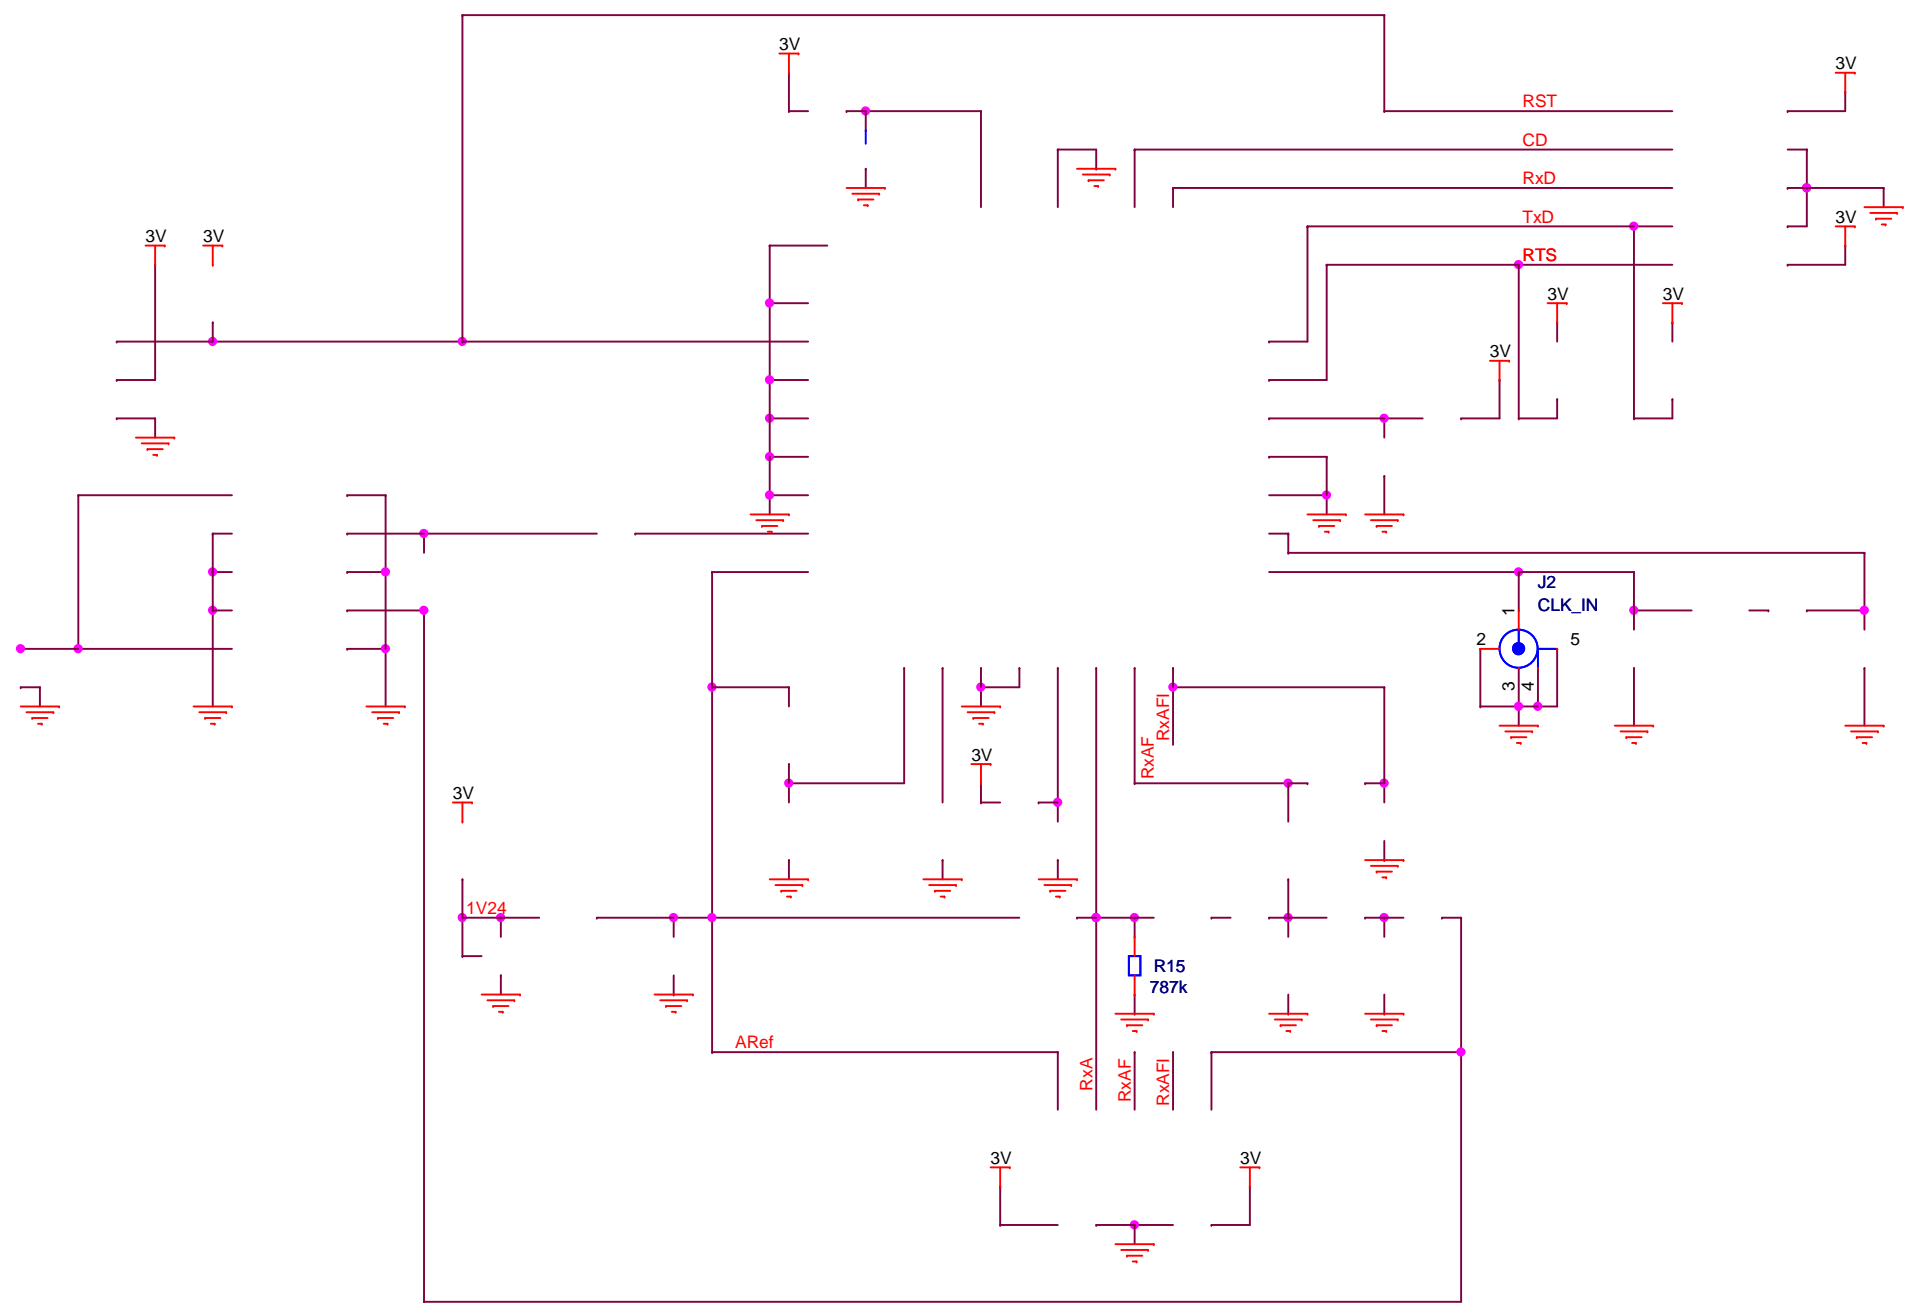 3V
3V
RST
CD
RxD
TxD
3V
3V
3V
RTS
3V
3V
3V
J2
CLK_IN
1
2
5
3
4
RxAFI
RxAF
3V
3V
1V24
R15
787k
ARef
RxA
RxAF
RxAFI
3V
3V